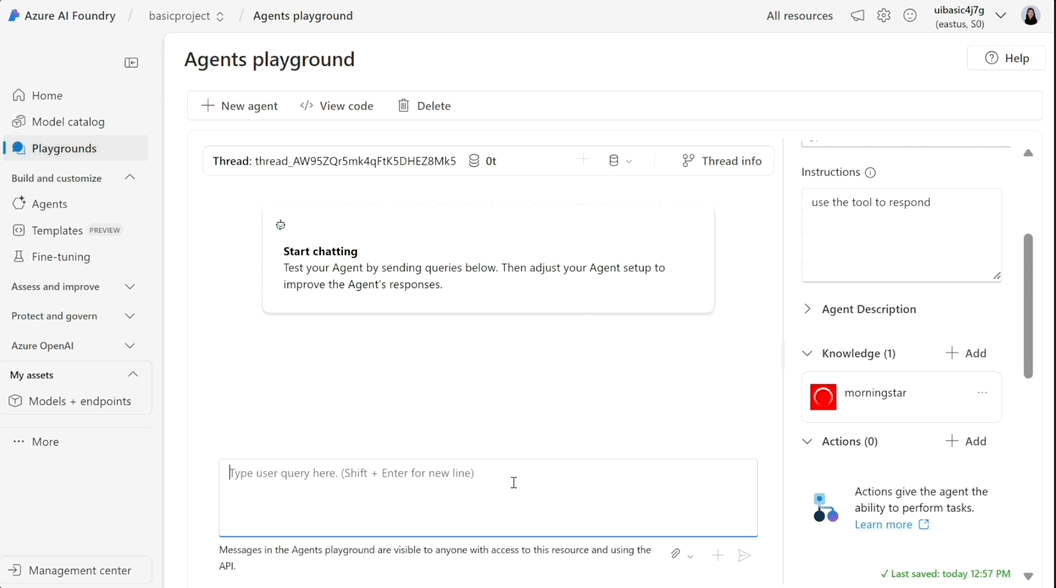 Azure AI Foundry / basicproject / Agents playground All resources uibasic4j7g
(eastus, S0)
Agents playground Help
Home
Model catalog
Playgrounds
Build and customize
Agents
Templates PREVIEW
Fine-tuning
Assess and improve
Protect and govern
Azure OpenAI
My assets
Models + endpoints
More
Management center
New agent View code Delete
Thread: thread_AW95ZQr5mk4qFtK5DHEZ8Mk5 0t Thread info
Start chatting
Test your Agent by sending queries below. Then adjust your Agent setup to
improve the Agent's responses.
Type user query here. (Shift + Enter for new line)
Messages in the Agents playground are visible to anyone with access to this resource and using the
API.
Instructions
use the tool to respond
Agent Description
Knowledge (1) Add
morningstar
Actions (0) Add
Actions give the agent the
ability to perform tasks.
Learn more
Last saved: today 12:57 PM